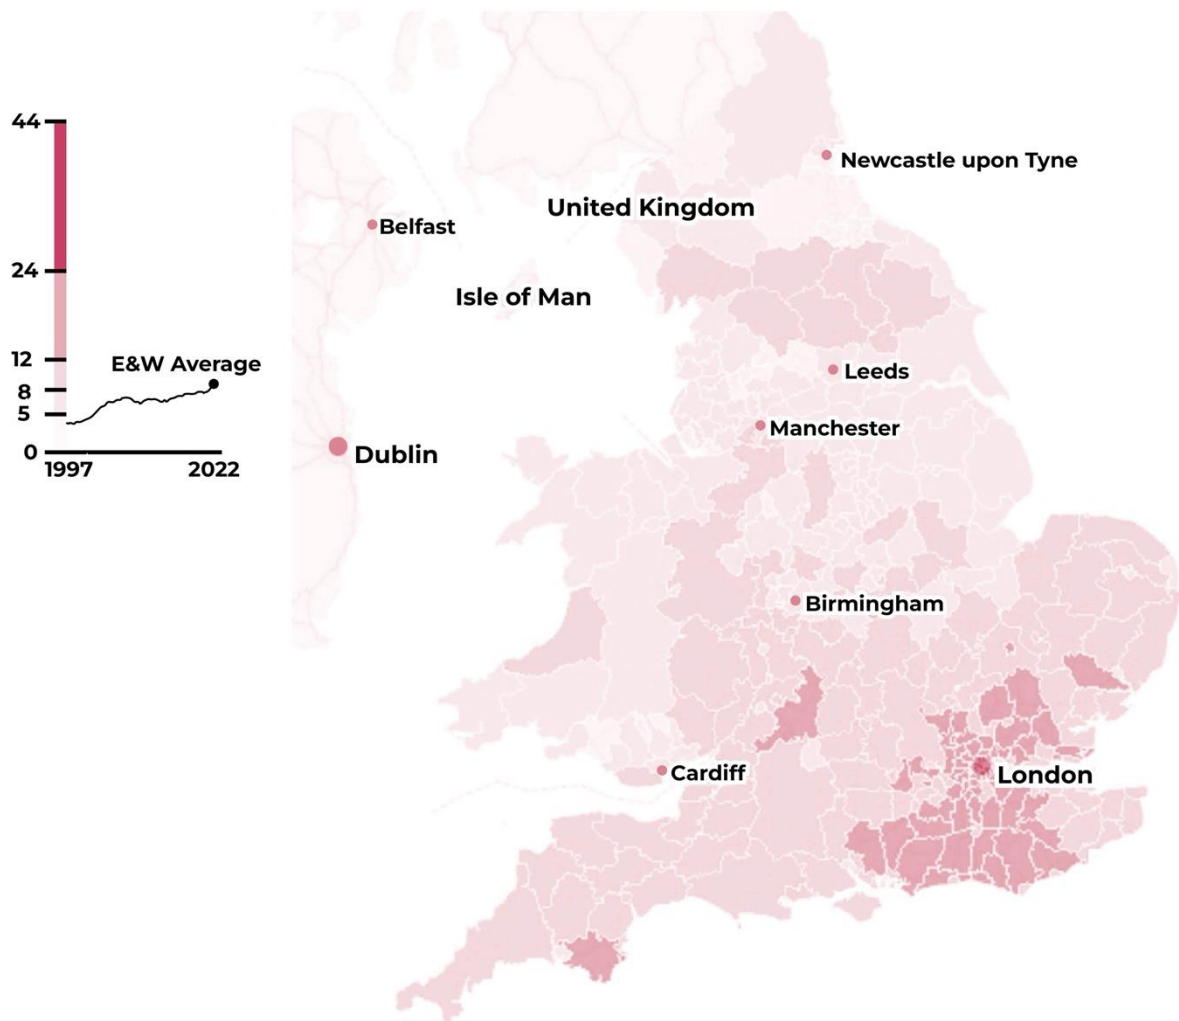 44
24
12
8
5
0
E&W Average
1997
2022
Newcastle upon Tyne
United Kingdom
Belfast
Isle of Man
Leeds
Manchester
Dublin
Birmingham
Cardiff
London